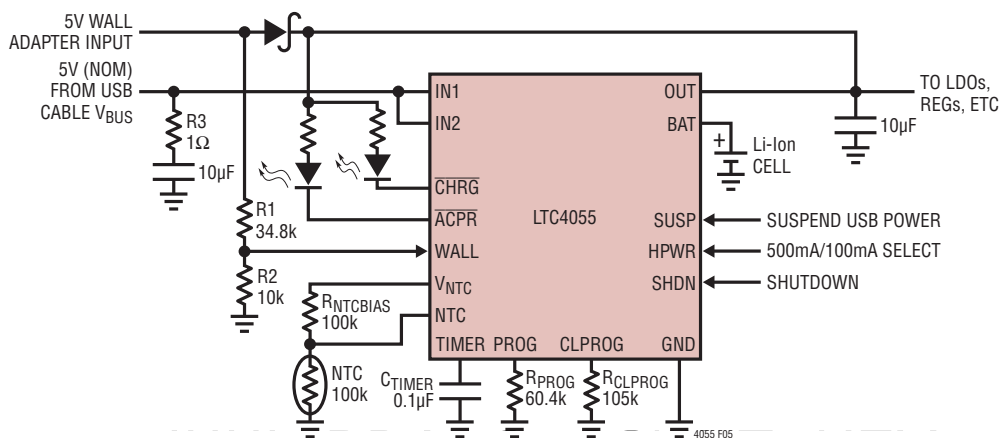 5V WALL
ADAPTER INPUT
5V (NOM)
FROM USB
CABLE VBUS
R3
1Ω
10µF
R1
34.8k
R2
10k
RNTCBIAS
100k
NTC
100k
IN1
IN2
CHRG
ACPR
WALL
VNTC
NTC
TIMER PROG CLPROG GND
LTC4055
OUT
BAT
SUSP
HPWR
SHDN
TO LDOs,
REGs, ETC
10µF
+
Li-Ion
CELL
SUSPEND USB POWER
500mA/100mA SELECT
SHUTDOWN
CTIMER
0.1µF
RPROG
60.4k
RCLPROG
105k
4055 F05